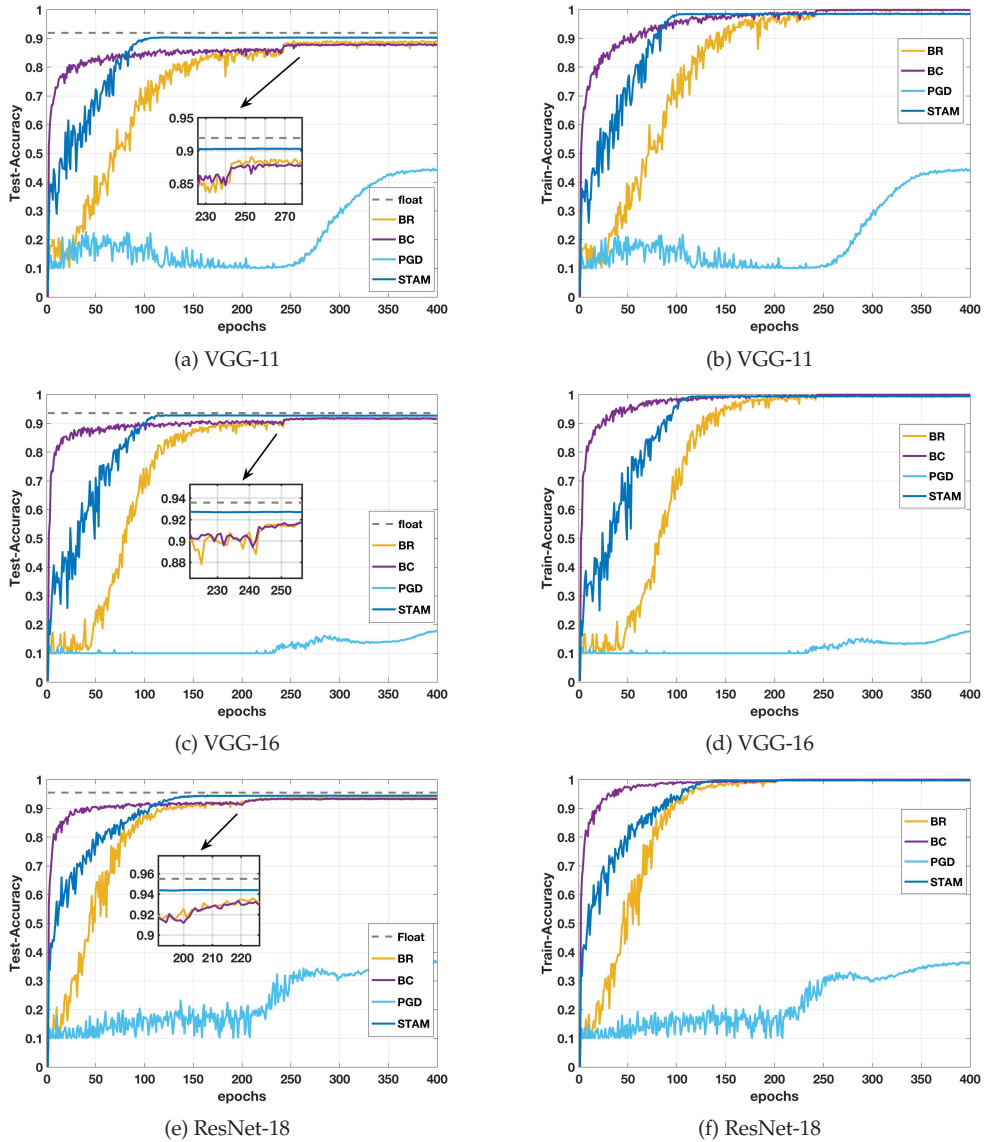 Test-Accuracy
1
0.9
0.8
0.7
0.6
0.5
0.4
0.3
0.2
0.1
0
0 50 100 150 200 250 300 350 400
epochs
0.95
0.9
0.85
230 250 270
float
BR
BC
PGD
STAM
(a) VGG-11
Train-Accuracy
1
0.9
0.8
0.7
0.6
0.5
0.4
0.3
0.2
0.1
0
0 50 100 150 200 250 300 350 400
epochs
BR
BC
PGD
STAM
(b) VGG-11
Test-Accuracy
1
0.9
0.8
0.7
0.6
0.5
0.4
0.3
0.2
0.1
0
0 50 100 150 200 250 300 350 400
epochs
0.94
0.92
0.9
0.88
230 240 250
float
BR
BC
PGD
STAM
(c) VGG-16
Train-Accuracy
1
0.9
0.8
0.7
0.6
0.5
0.4
0.3
0.2
0.1
0
0 50 100 150 200 250 300 350 400
epochs
BR
BC
PGD
STAM
(d) VGG-16
Test-Accuracy
1
0.9
0.8
0.7
0.6
0.5
0.4
0.3
0.2
0.1
0
0 50 100 150 200 250 300 350 400
epochs
0.96
0.94
0.92
0.9
200 210 220
Float
BR
BC
PGD
STAM
(e) ResNet-18
Train-Accuracy
1
0.9
0.8
0.7
0.6
0.5
0.4
0.3
0.2
0.1
0
0 50 100 150 200 250 300 350 400
epochs
BR
BC
PGD
STAM
(f) ResNet-18